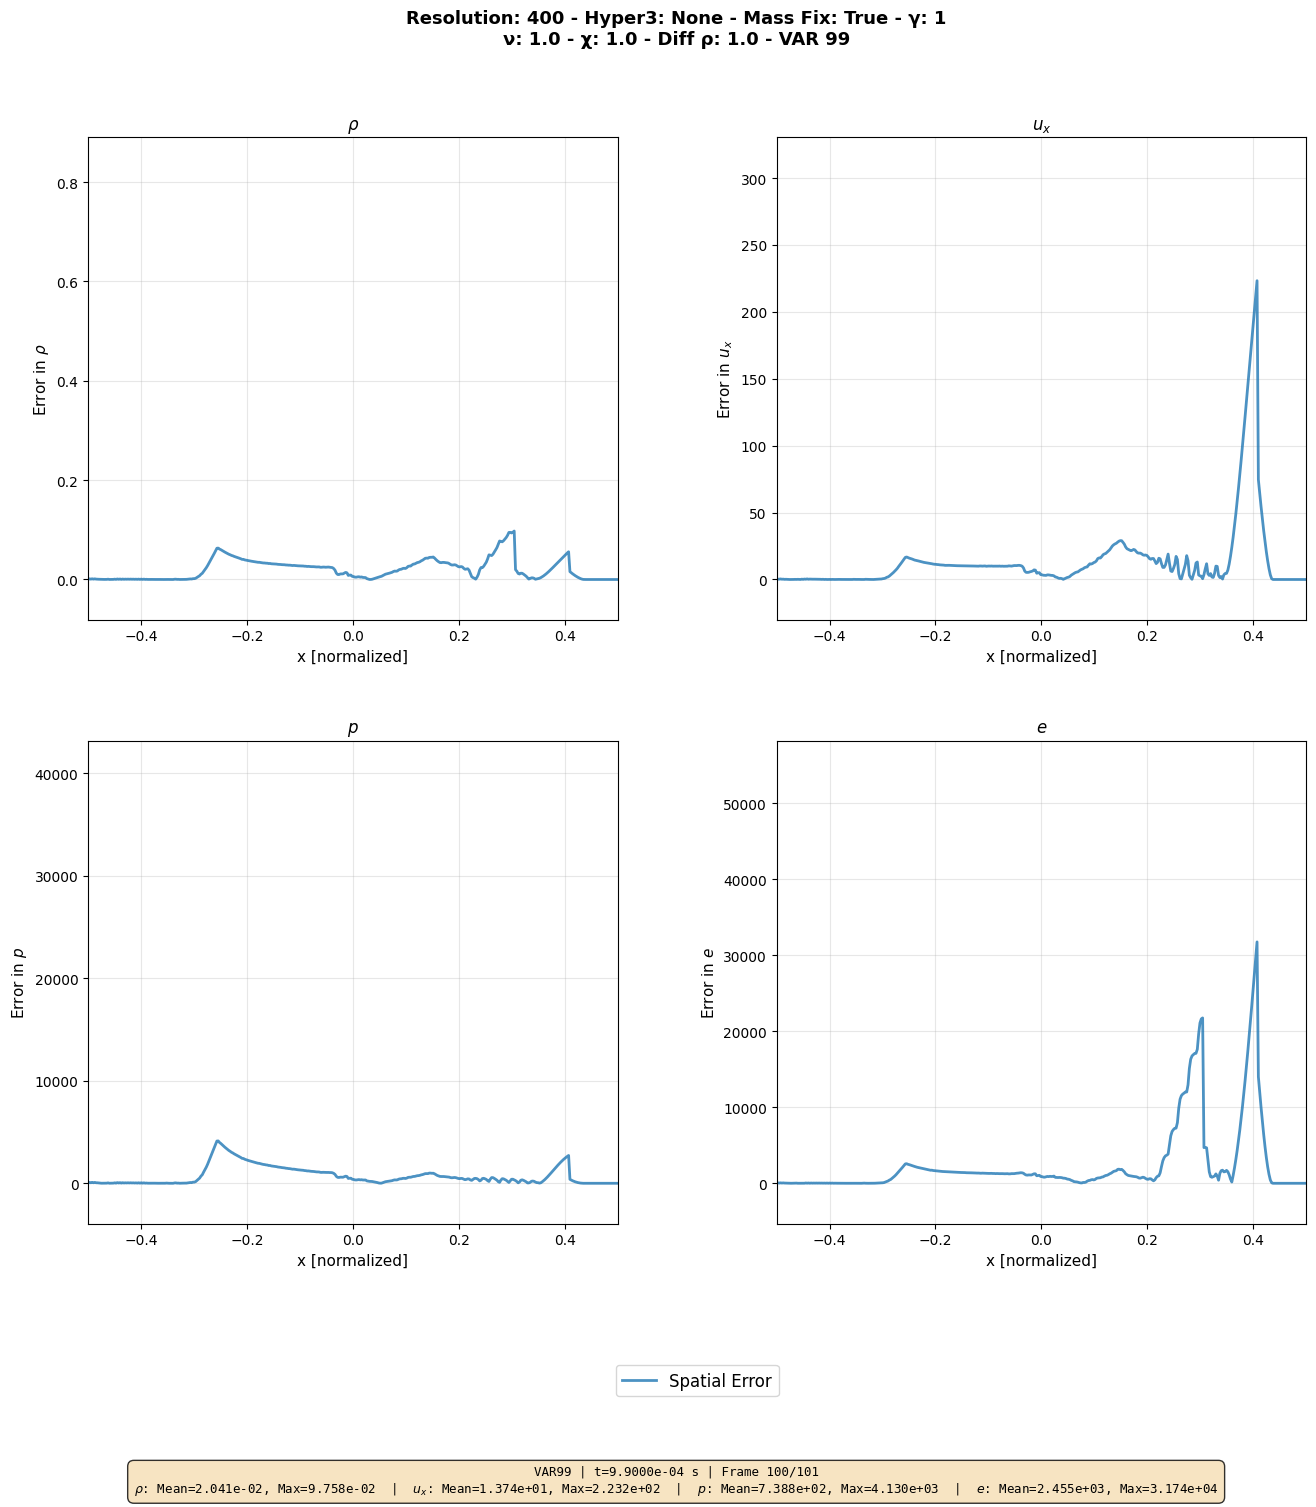 Resolution: 400 - Hyper3: None - Mass Fix: True - γ: 1
ν: 1.0 - χ: 1.0 - Diff ρ: 1.0 - VAR 99
ρ
0.8
0.6
0.4
0.2
0.0
Error in ρ
−0.4 −0.2 0.0 0.2 0.4
x [normalized]
u_x
300
250
200
150
100
50
0
Error in u_x
−0.4 −0.2 0.0 0.2 0.4
x [normalized]
p
40000
30000
20000
10000
0
Error in p
−0.4 −0.2 0.0 0.2 0.4
x [normalized]
e
50000
40000
30000
20000
10000
0
Error in e
−0.4 −0.2 0.0 0.2 0.4
x [normalized]
Spatial Error
VAR99 | t=9.9000e-04 s | Frame 100/101
ρ: Mean=2.041e-02, Max=9.758e-02 | u_x: Mean=1.374e+01, Max=2.232e+02 | p: Mean=7.388e+02, Max=4.130e+03 | e: Mean=2.455e+03, Max=3.174e+04